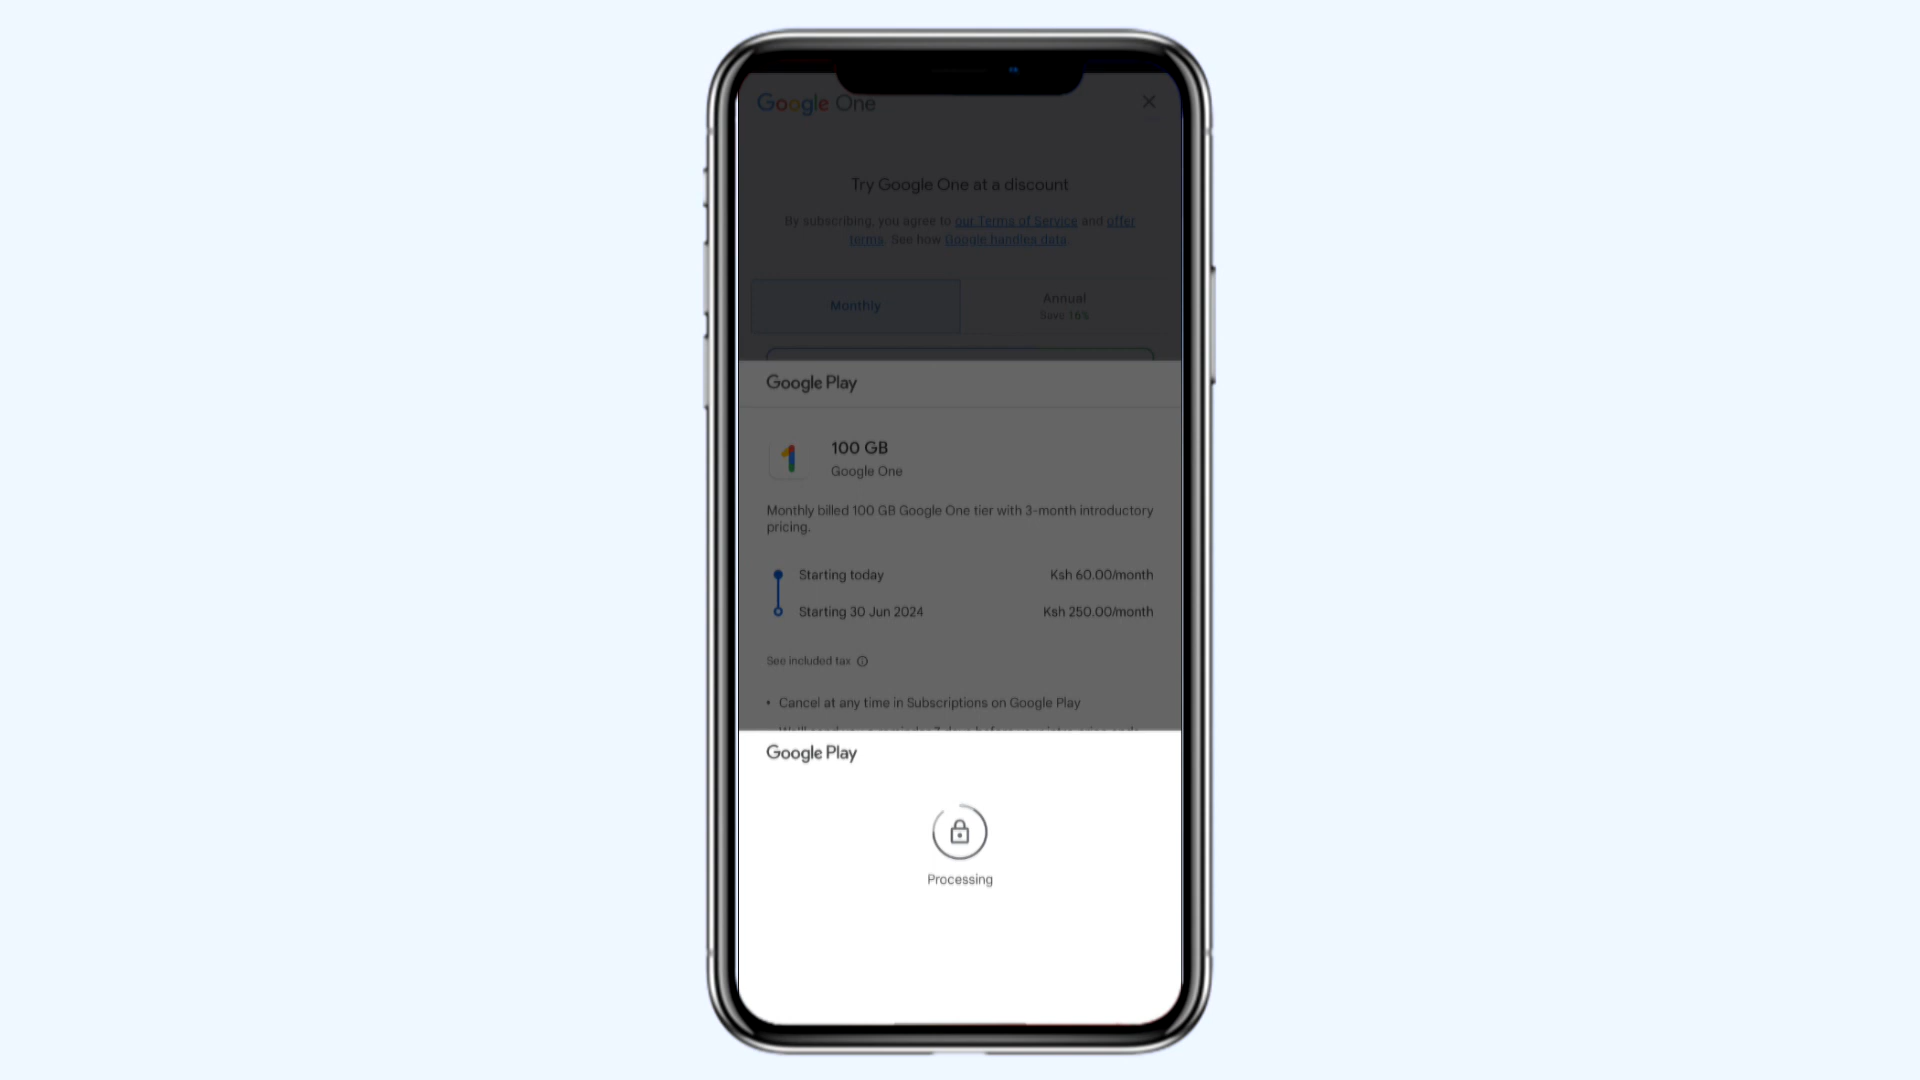 Google One
Try Google One at a discount
By subscribing, you agree to our Terms of Service and offer
terms. See how Google handles data.
Monthly
Annual
Save 16%
Google Play
100 GB
Google One
Monthly billed 100 GB Google One tier with 3-month introductory
pricing.
Starting today
Ksh 60.00/month
Starting 30 Jun 2024
Ksh 250.00/month
See included tax
• Cancel at any time in Subscriptions on Google Play
Google Play
Processing